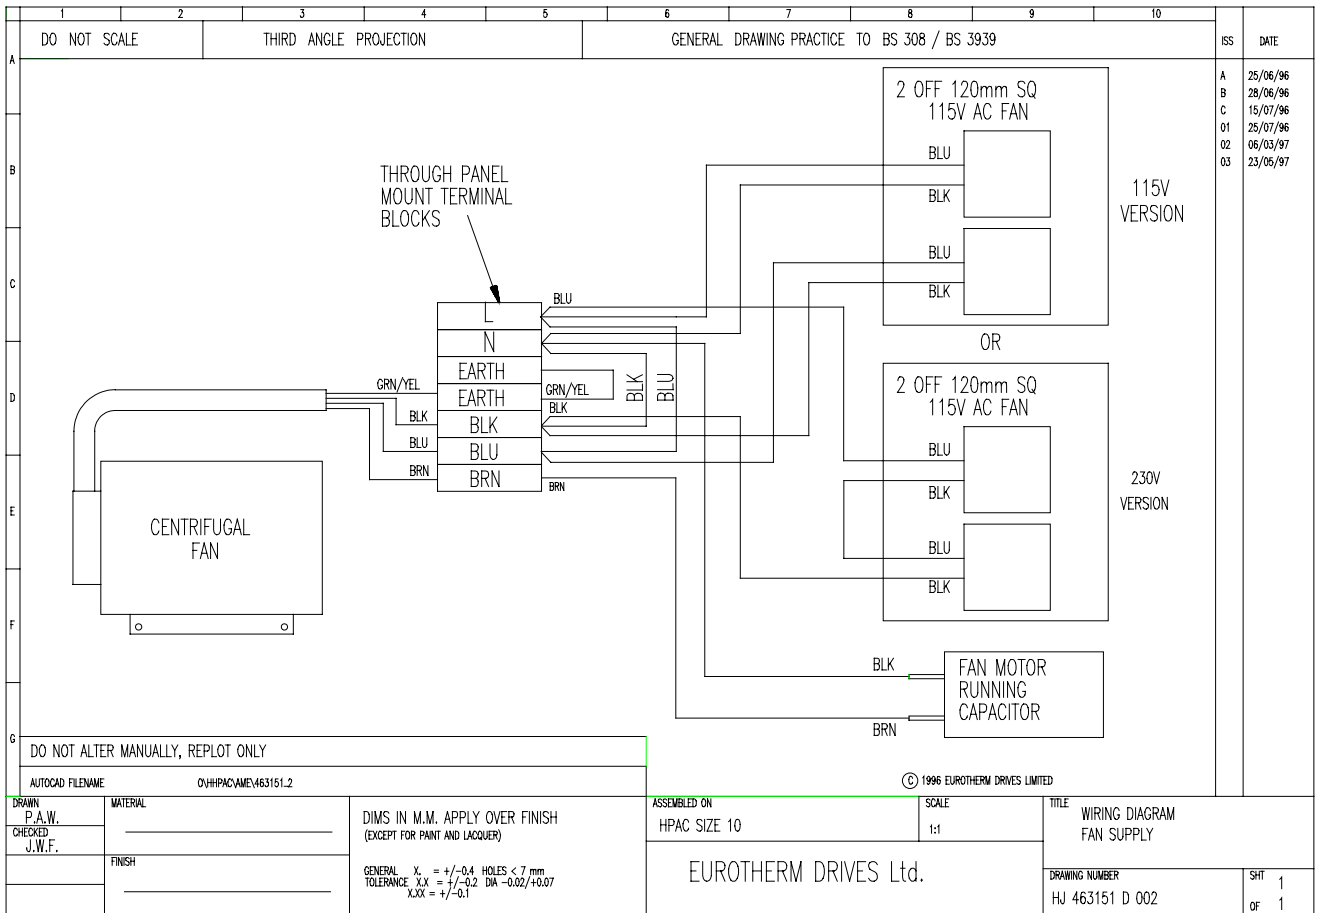 1 2 3 4 5 6 7 8 9 10
DO NOT SCALE
THIRD ANGLE PROJECTION
GENERAL DRAWING PRACTICE TO BS 308 / BS 3939
ISS DATE
A 25/06/96
B 28/06/96
C 15/07/96
01 25/07/96
02 06/03/97
03 23/05/97
A
B
C
D
E
F
G
2 OFF 120mm SQ
115V AC FAN
BLU
BLK
BLU
BLK
115V
VERSION
OR
2 OFF 120mm SQ
115V AC FAN
BLU
BLK
BLU
BLK
230V
VERSION
THROUGH PANEL
MOUNT TERMINAL
BLOCKS
L
N
EARTH
EARTH
BLK
BLU
BRN
BLU
GRN/YEL
BLK
BRN
BLK
BLU
GRN/YEL
BLK
BLU
BRN
CENTRIFUGAL
FAN
BLK
BRN
FAN MOTOR
RUNNING
CAPACITOR
DO NOT ALTER MANUALLY, REPLOT ONLY
AUTOCAD FILENAME O\HHPAC\AME\463151_2
© 1996 EUROTHERM DRIVES LIMITED
DRAWN
P.A.W.
CHECKED
J.W.F.
MATERIAL
FINISH
DIMS IN M.M. APPLY OVER FINISH
(EXCEPT FOR PAINT AND LACQUER)
GENERAL X. = +/-0.4 HOLES < 7 mm
TOLERANCE X.X = +/-0.2 DIA -0.02/+0.07
X.XX = +/-0.1
ASSEMBLED ON
HPAC SIZE 10
SCALE
1:1
TITLE
WIRING DIAGRAM
FAN SUPPLY
EUROTHERM DRIVES Ltd.
DRAWING NUMBER
HJ 463151 D 002
SHT 1
OF 1